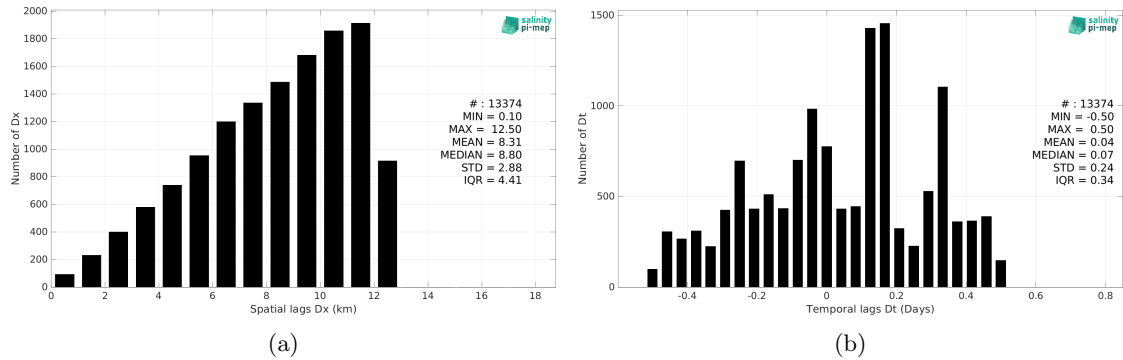 2000
1800
1600
1400
1200
1000
800
600
400
200
0
Number of Dx
0 2 4 6 8 10 12 14 16 18
Spatial lags Dx (km)
salinity
pi-mep
# : 13374
MIN = 0.10
MAX = 12.50
MEAN = 8.31
MEDIAN = 8.80
STD = 2.88
IQR = 4.41
(a)
1500
1000
500
0
Number of Dt
-0.4 -0.2 0 0.2 0.4 0.6 0.8
Temporal lags Dt (Days)
salinity
pi-mep
# : 13374
MIN = -0.50
MAX = 0.50
MEAN = 0.04
MEDIAN = 0.07
STD = 0.24
IQR = 0.34
(b)